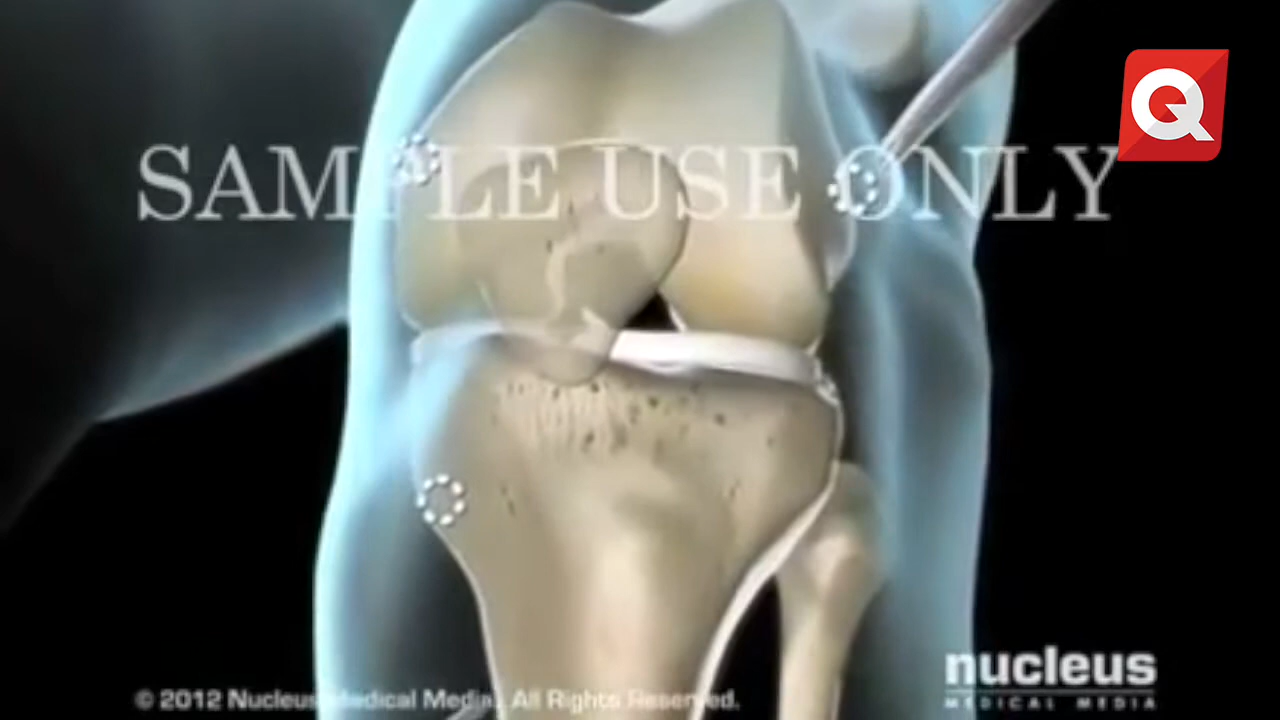 SAMPLE USE ONLY
Q
nucleus
MEDICAL MEDIA
© 2012 Nucleus Medical Media. All Rights Reserved.